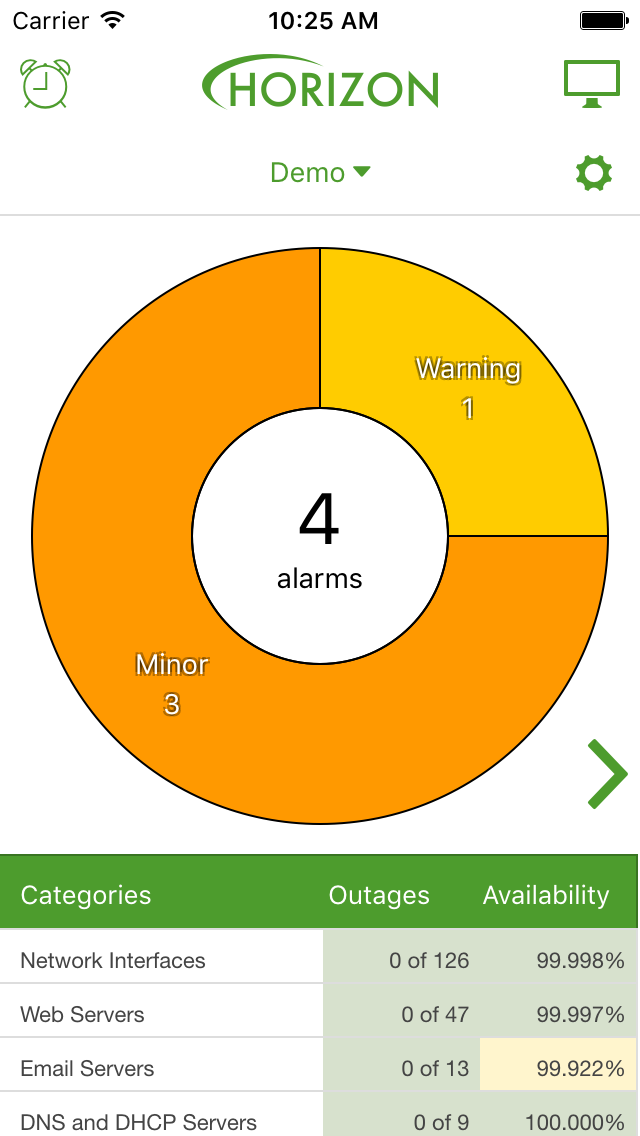 Carrier 10:25 AM
HORIZON
Demo
Warning
1
4
alarms
Minor
3
Categories Outages Availability
Network Interfaces 0 of 126 99.998%
Web Servers 0 of 47 99.997%
Email Servers 0 of 13 99.922%
DNS and DHCP Servers 0 of 9 100.000%